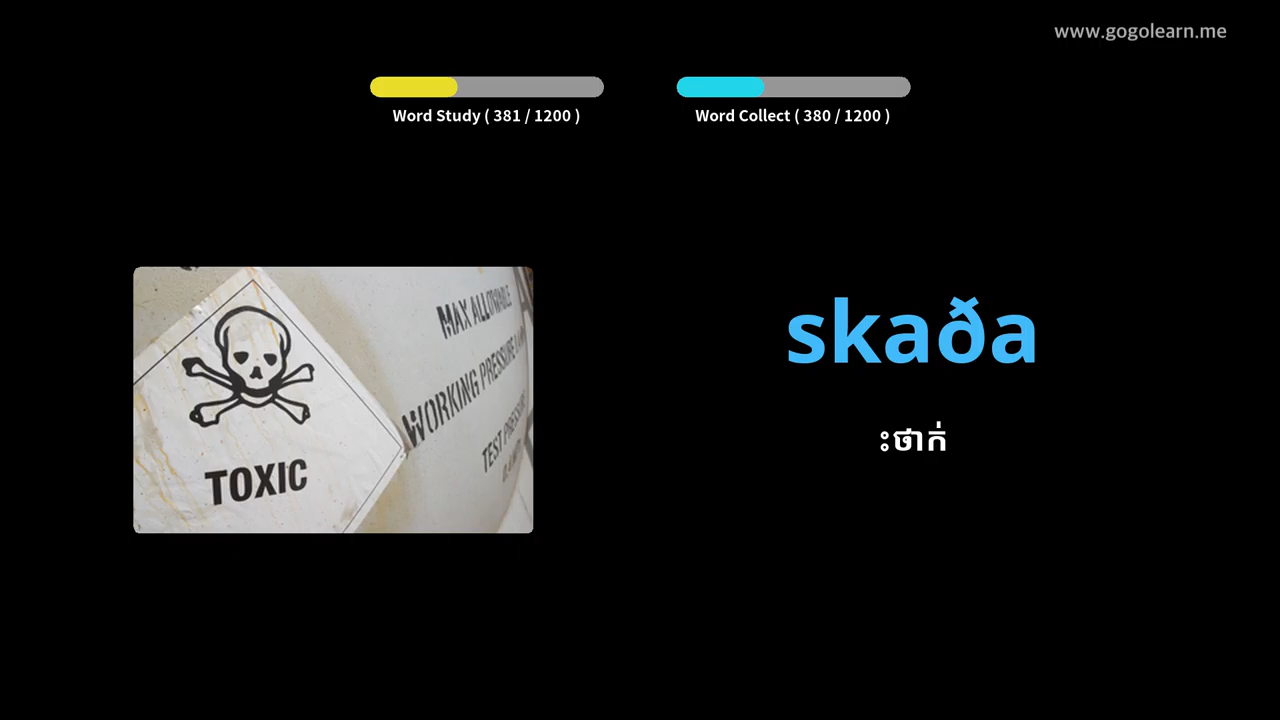 www.gogolearn.me
Word Study ( 381 / 1200 )
Word Collect ( 380 / 1200 )
MAX ALLOWABLE
WORKING PRESSURE
TEST PRESSURE
TOXIC
skaða
ះថាក់